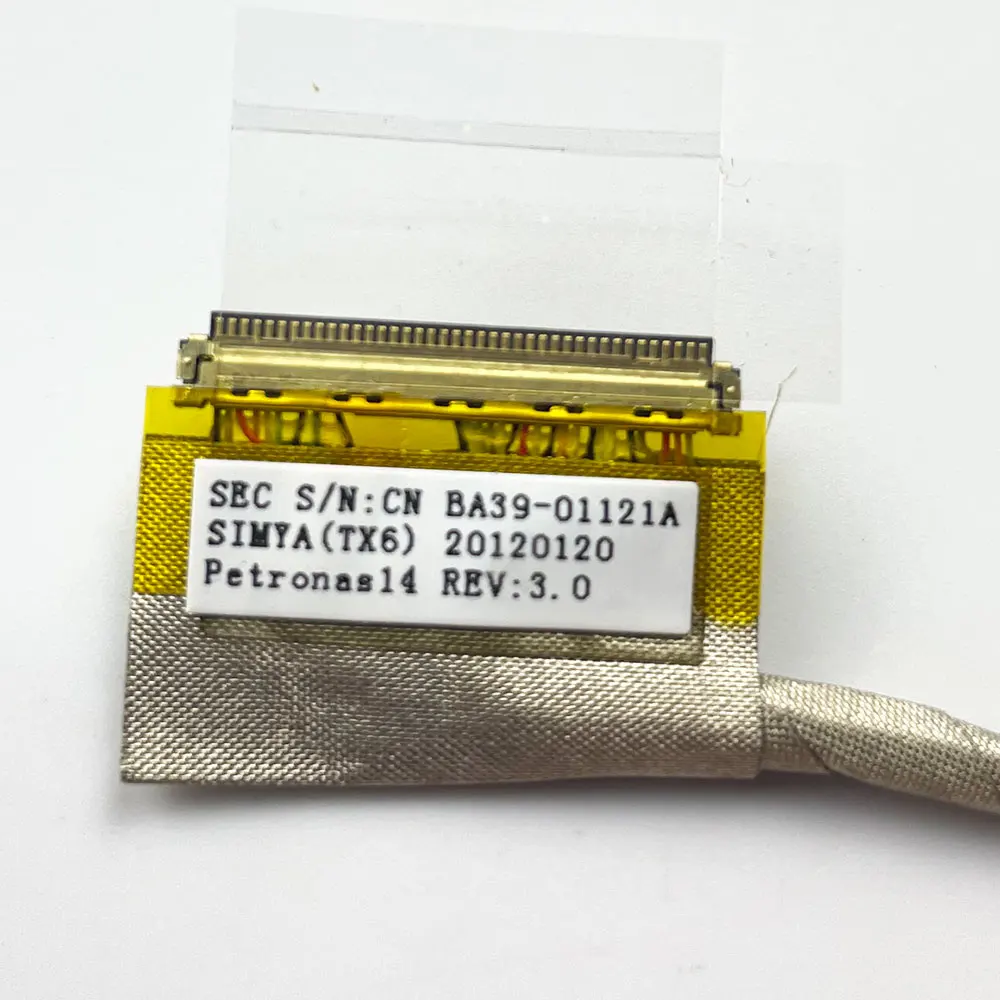 SEC S/N:CN BA39-01121A
SIMYA(TX6) 20120120
Petronas14 REV:3.0